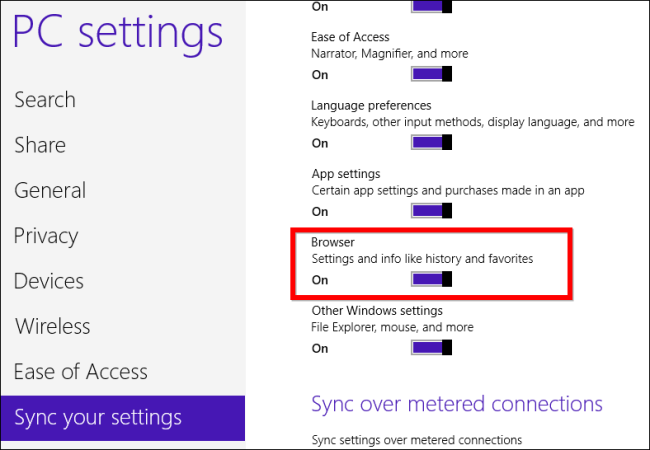 PC settings
Search
Share
General
Privacy
Devices
Wireless
Ease of Access
Sync your settings
On
Ease of Access
Narrator, Magnifier, and more
On
Language preferences
Keyboards, other input methods, display language, and more
On
App settings
Certain app settings and purchases made in an app
On
Browser
Settings and info like history and favorites
On
Other Windows settings
File Explorer, mouse, and more
On
Sync over metered connections
Sync settings over metered connections